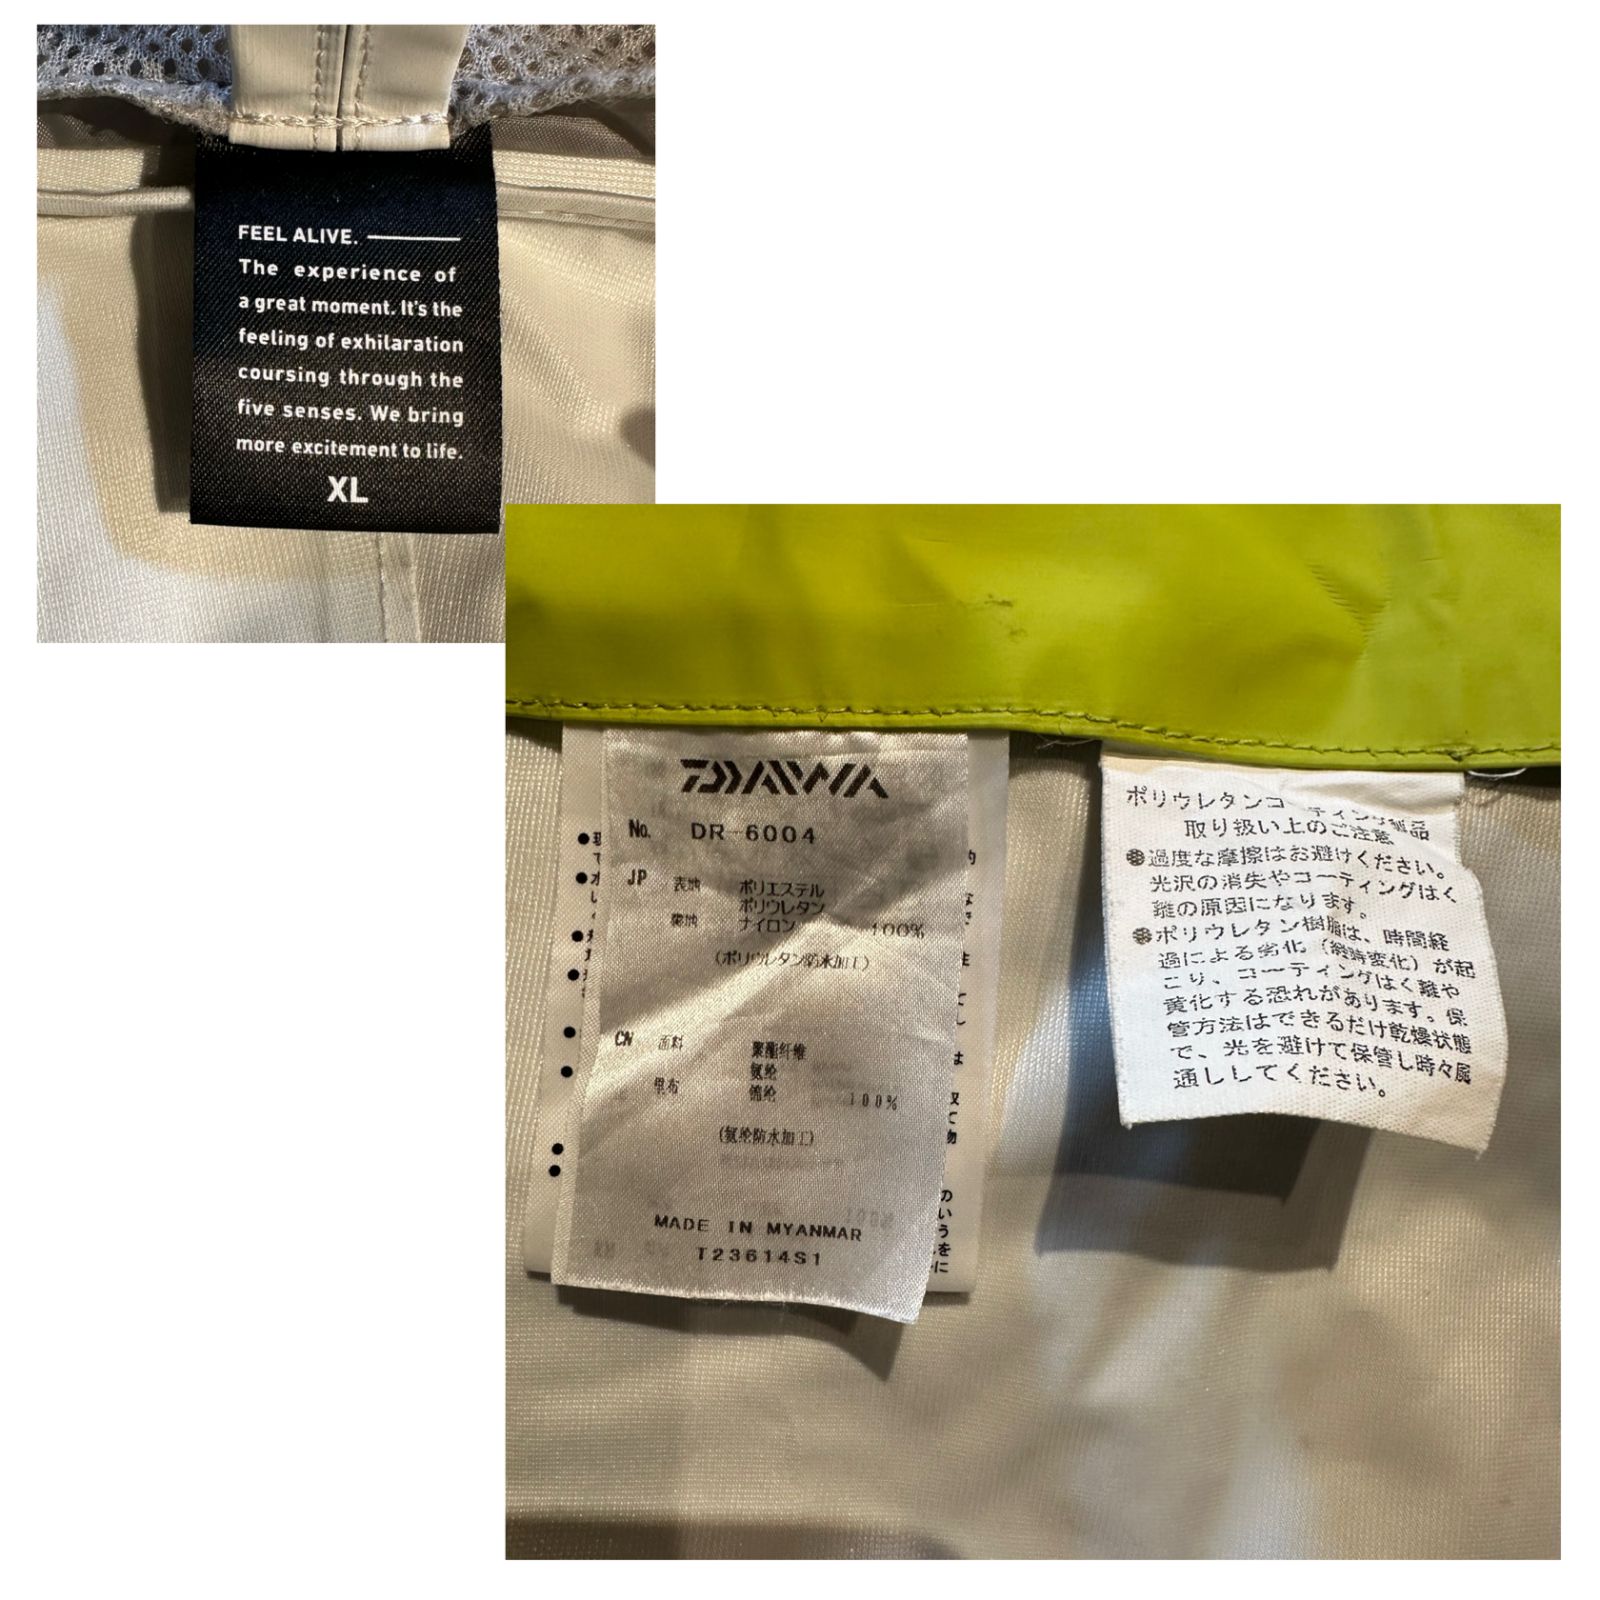 FEEL ALIVE.
The experience of
a great moment. It's the
feeling of exhilaration
coursing through the
five senses. We bring
more excitement to life.
XL
DAIWA
No. DR-6004
JP 表地 ポリエステル
ポリウレタン
裏地 ナイロン 100%
(ポリウレタン防水加工)
CN 面料 聚酯纤维
氨纶
里布 锦纶 100%
(氨纶防水加工)
MADE IN MYANMAR
T23614S1
ポリウレタンコーティング製品
取り扱い上のご注意
過度な摩擦はお避けください。
光沢の消失やコーティングはく
離の原因になります。
ポリウレタン樹脂は、時間経
過による劣化(経時変化)が起
こり、コーティングはく離や
黄化する恐れがあります。保
管方法はできるだけ乾燥状態
で、光を避けて保管し時々風
通ししてください。